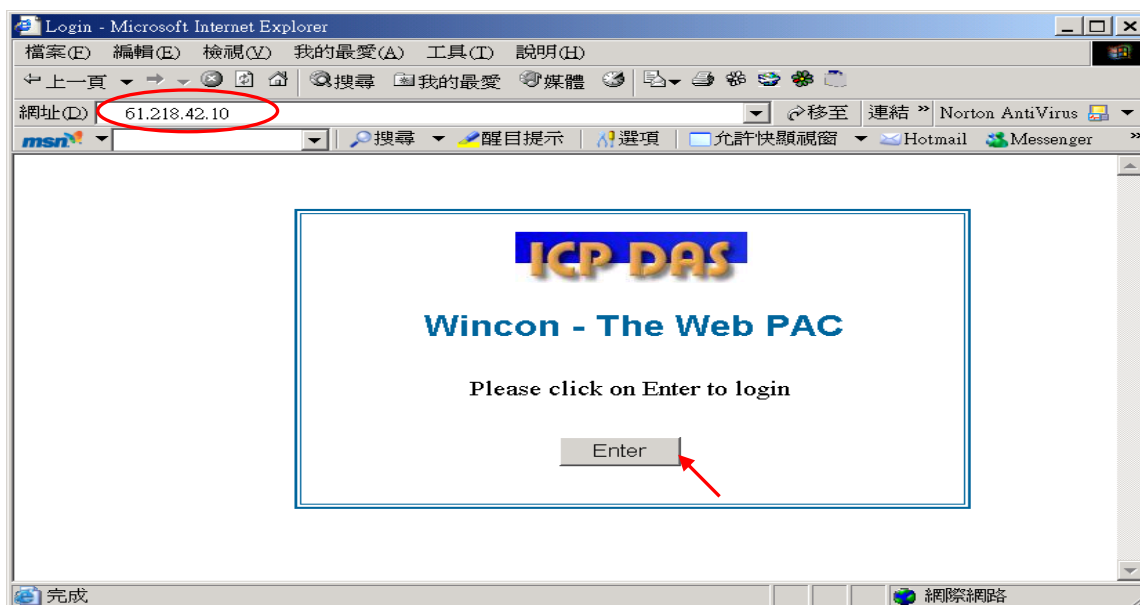 Login - Microsoft Internet Explorer
檔案(F) 編輯(E) 檢視(V) 我的最愛(A) 工具(T) 說明(H)
上一頁 搜尋 我的最愛 媒體
網址(D) 61.218.42.10 移至 連結 » Norton AntiVirus
msn 搜尋 醒目提示 選項 允許快顯視窗 Hotmail Messenger »
ICP DAS
Wincon - The Web PAC
Please click on Enter to login
Enter
完成 網際網路